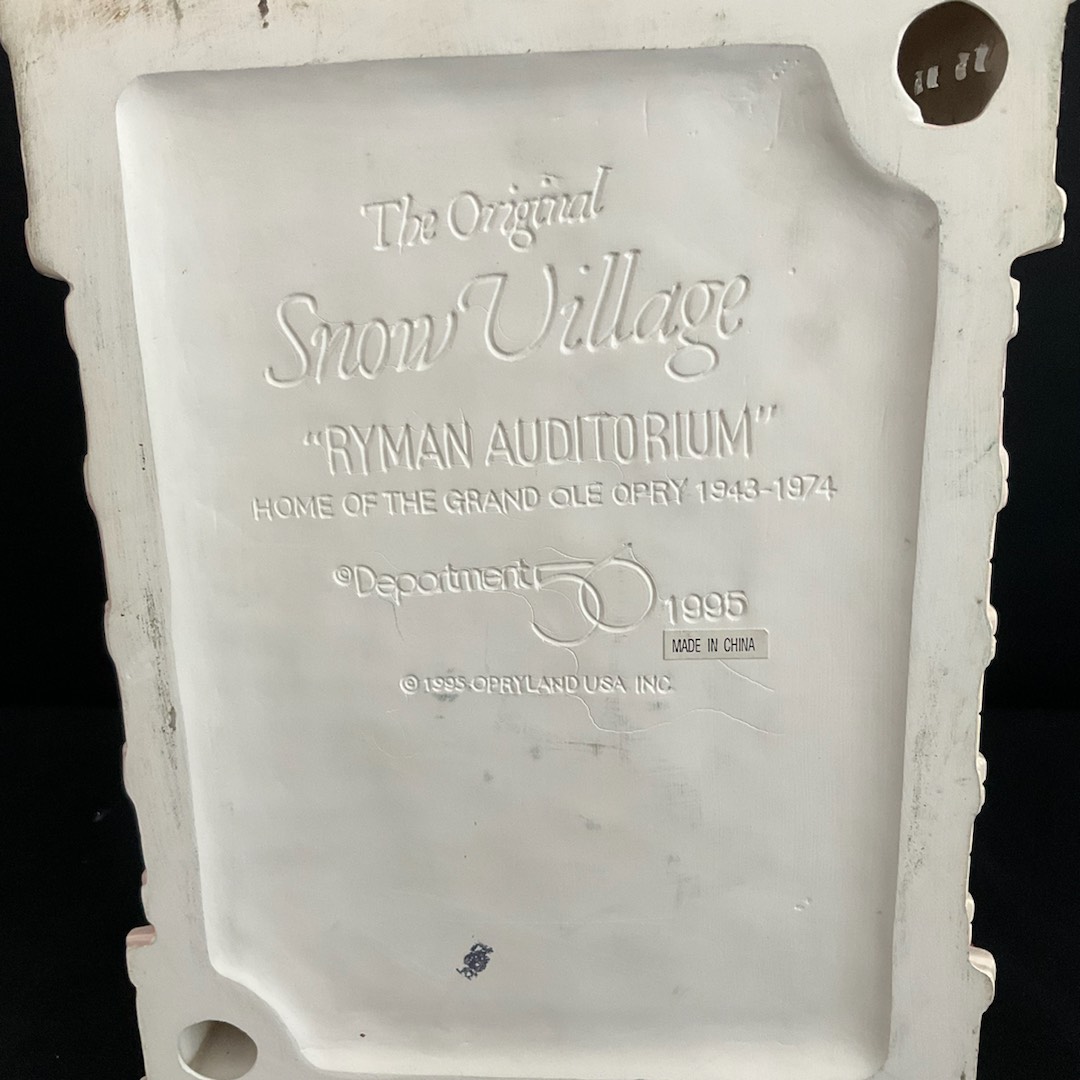 The Original
Snow Village
“RYMAN AUDITORIUM”
HOME OF THE GRAND OLE OPRY 1943-1974
©Department 50 1995
MADE IN CHINA
© 1995 OPRYLAND USA INC.